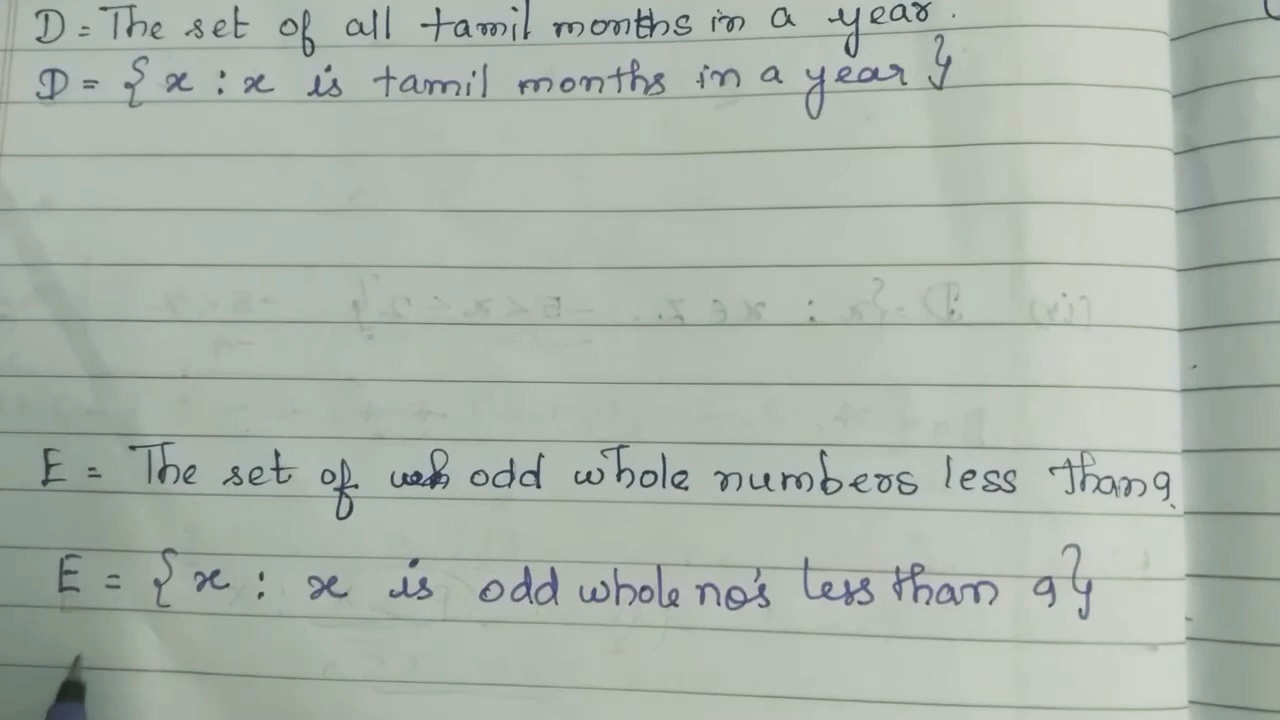 D = The set of all tamil months in a year.
D = { x : x is tamil months in a year }
E = The set of odd whole numbers less than 9.
E = { x : x is odd whole no's less than 9 }